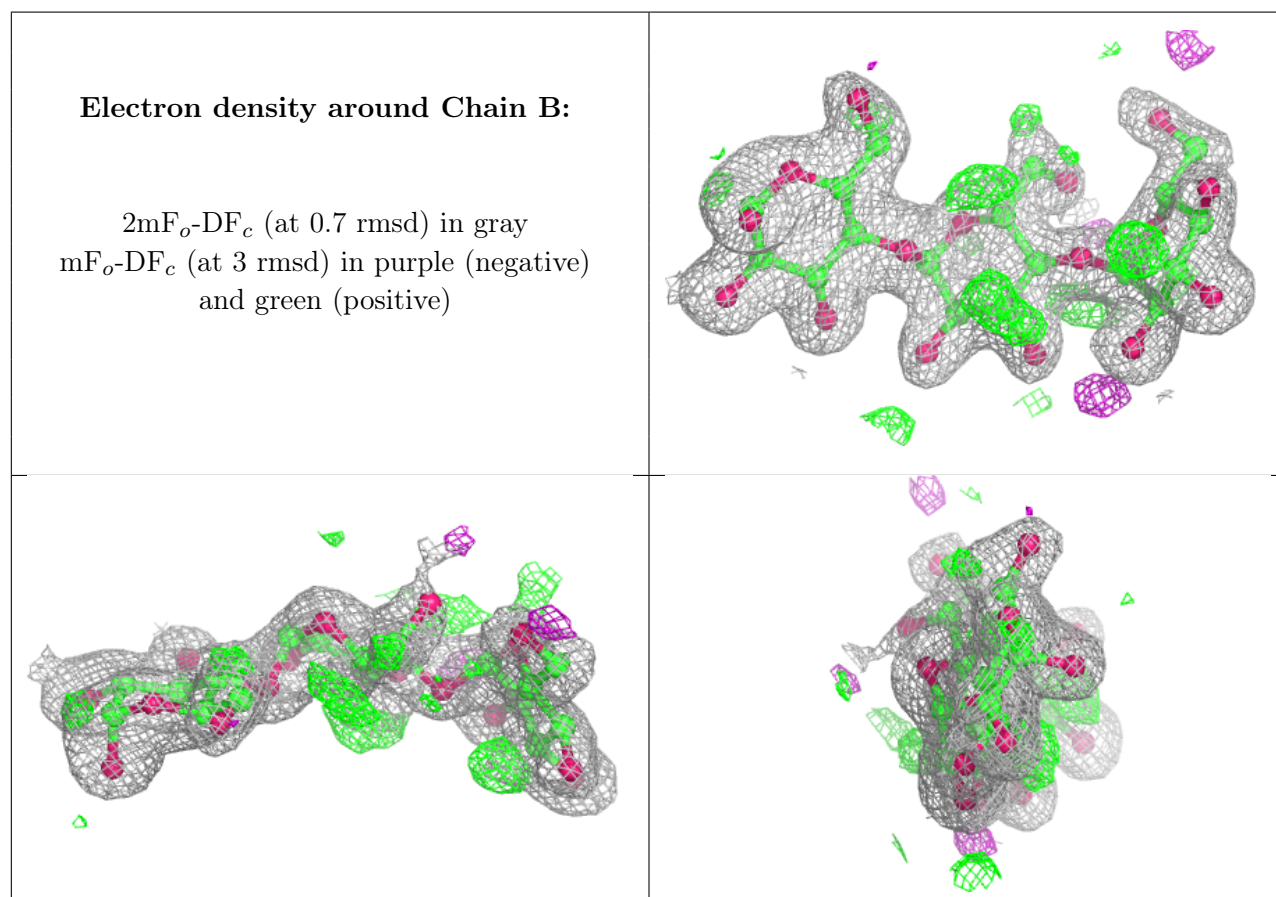 Electron density around Chain B:
2mFo-DFc (at 0.7 rmsd) in gray
mFo-DFc (at 3 rmsd) in purple (negative)
and green (positive)